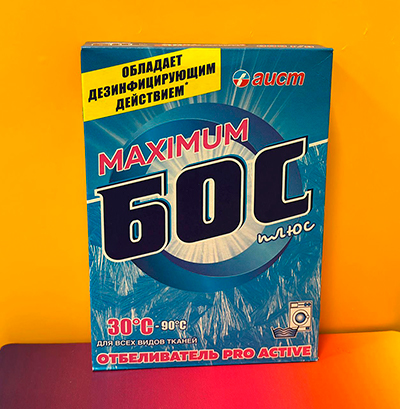 ОБЛАДАЕТ
ДЕЗИНФИЦИРУЮЩИМ
ДЕЙСТВИЕМ*
аист
MAXIMUM
БОС
плюс
30°C - 90°C
ДЛЯ ВСЕХ ВИДОВ ТКАНЕЙ
ОТБЕЛИВАТЕЛЬ PRO ACTIVE